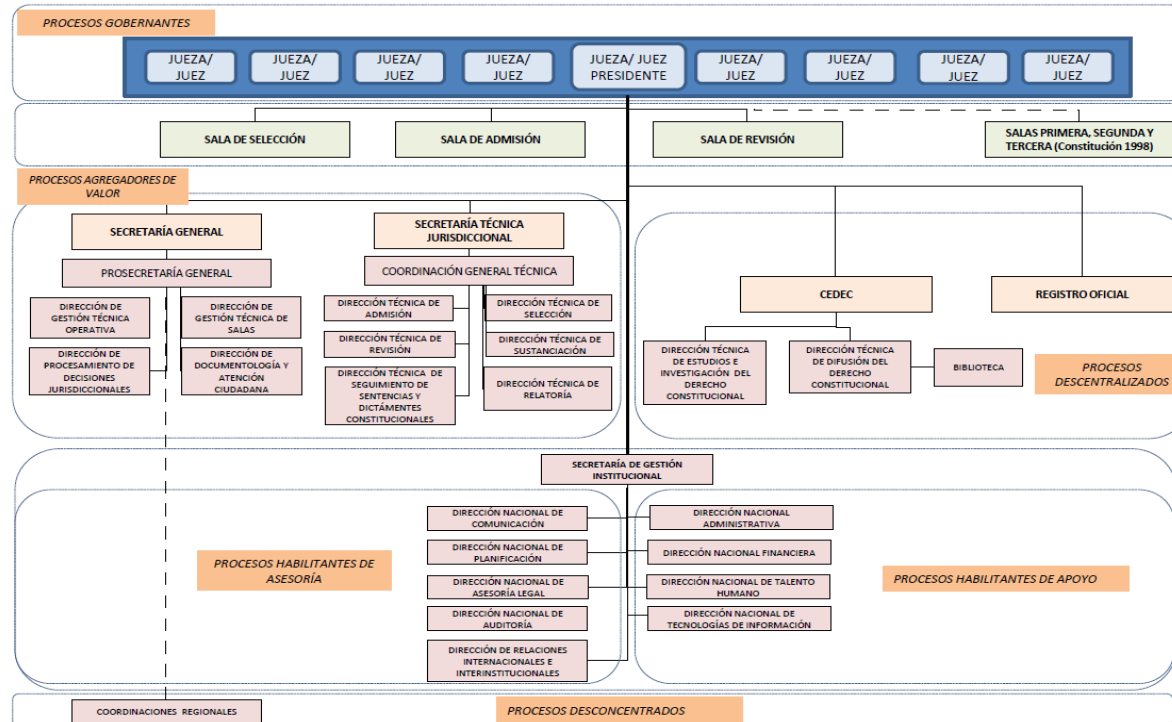 PROCESOS GOBERNANTES
JUEZA/
JUEZ
JUEZA/
JUEZ
JUEZA/
JUEZ
JUEZA/
JUEZ
JUEZA/ JUEZ
PRESIDENTE
JUEZA/
JUEZ
JUEZA/
JUEZ
JUEZA/
JUEZ
JUEZA/
JUEZ
SALA DE SELECCIÓN
SALA DE ADMISIÓN
SALA DE REVISIÓN
SALAS PRIMERA, SEGUNDA Y
TERCERA (Constitución 1998)
PROCESOS AGREGADORES DE
VALOR
SECRETARÍA GENERAL
PROSECRETARÍA GENERAL
DIRECCIÓN DE
GESTIÓN TÉCNICA
OPERATIVA
DIRECCIÓN DE
GESTIÓN TÉCNICA DE
SALAS
DIRECCIÓN DE
PROCESAMIENTO DE
DECISIONES
JURISDICCIONALES
DIRECCIÓN DE
DOCUMENTOLOGÍA Y
ATENCIÓN
CIUDADANA
SECRETARÍA TÉCNICA
JURISDICCIONAL
COORDINACIÓN GENERAL TÉCNICA
DIRECCIÓN TÉCNICA DE
ADMISIÓN
DIRECCIÓN TÉCNICA DE
SELECCIÓN
DIRECCIÓN TÉCNICA DE
REVISIÓN
DIRECCIÓN TÉCNICA DE
SUSTANCIACIÓN
DIRECCIÓN TÉCNICA DE
SEGUIMIENTO DE
SENTENCIAS Y
DICTÁMENTES
CONSTITUCIONALES
DIRECCIÓN TÉCNICA DE
RELATORÍA
CEDEC
REGISTRO OFICIAL
DIRECCIÓN TÉCNICA
DE ESTUDIOS E
INVESTIGACIÓN DEL
DERECHO
CONSTITUCIONAL
DIRECCIÓN TÉCNICA
DE DIFUSIÓN DEL
DERECHO
CONSTITUCIONAL
BIBLIOTECA
PROCESOS
DESCENTRALIZADOS
SECRETARÍA DE GESTIÓN
INSTITUCIONAL
PROCESOS HABILITANTES DE
ASESORÍA
DIRECCIÓN NACIONAL DE
COMUNICACIÓN
DIRECCIÓN NACIONAL DE
PLANIFICACIÓN
DIRECCIÓN NACIONAL DE
ASESORÍA LEGAL
DIRECCIÓN NACIONAL DE
AUDITORÍA
DIRECCIÓN DE RELACIONES
INTERNACIONALES E
INTERINSTITUCIONALES
DIRECCIÓN NACIONAL
ADMINISTRATIVA
DIRECCIÓN NACIONAL FINANCIERA
DIRECCIÓN NACIONAL DE TALENTO
HUMANO
DIRECCIÓN NACIONAL DE
TECNOLOGÍAS DE INFORMACIÓN
PROCESOS HABILITANTES DE APOYO
COORDINACIONES REGIONALES
PROCESOS DESCONCENTRADOS